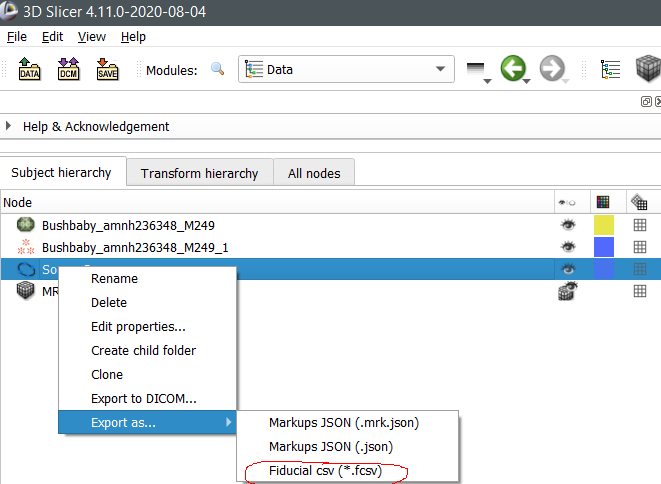 3D Slicer 4.11.0-2020-08-04
File Edit View Help
DATA DCM SAVE Modules: Data
Help & Acknowledgement
Subject hierarchy Transform hierarchy All nodes
Node
Bushbaby_amnh236348_M249
Bushbaby_amnh236348_M249_1
Rename
Delete
Edit properties...
Create child folder
Clone
Export to DICOM...
Export as...
Markups JSON (.mrk.json)
Markups JSON (.json)
Fiducial csv (*.fcsv)